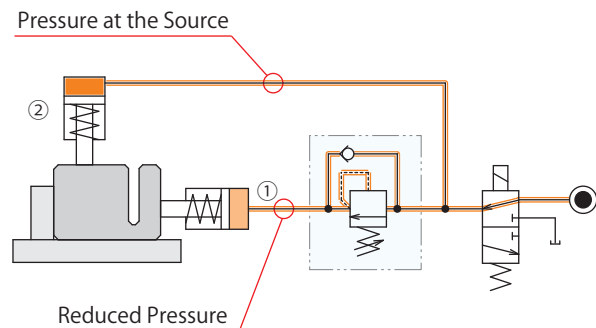 Pressure at the Source
②
①
Reduced Pressure